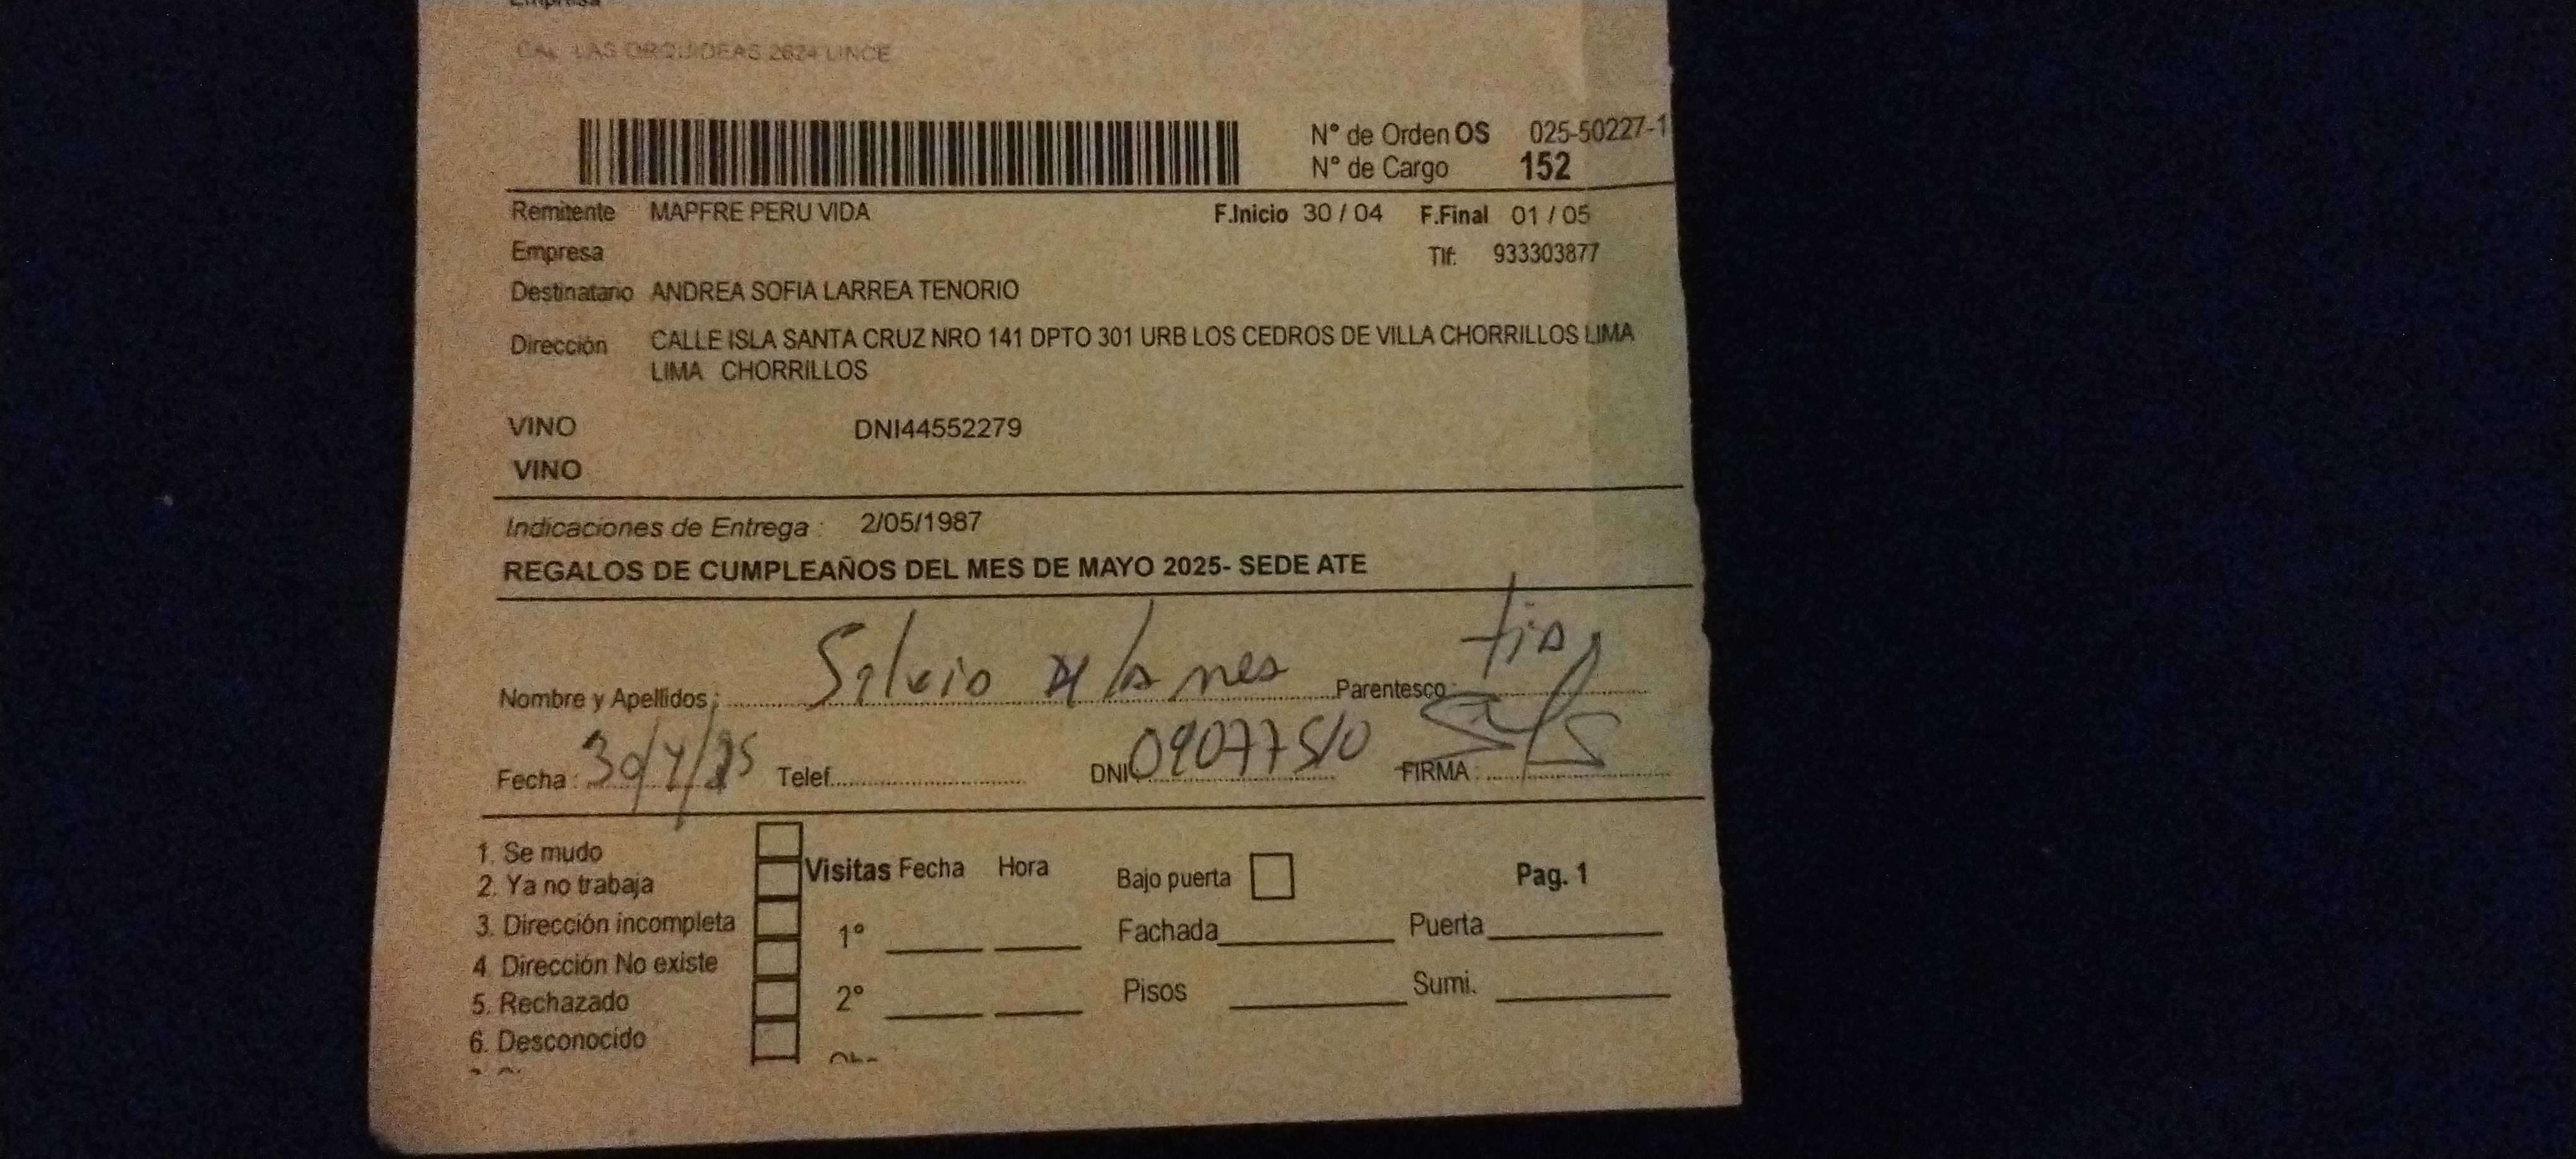 Empresa
CAL LAS ORQUIDEAS 2624 LINCE
N° de Orden OS 025-50227-1
N° de Cargo 152
Remitente MAPFRE PERU VIDA F.Inicio 30 / 04 F.Final 01 / 05
Empresa Tlf: 933303877
Destinatario ANDREA SOFIA LARREA TENORIO
Dirección CALLE ISLA SANTA CRUZ NRO 141 DPTO 301 URB LOS CEDROS DE VILLA CHORRILLOS LIMA
LIMA CHORRILLOS
VINO DNI44552279
VINO
Indicaciones de Entrega : 2/05/1987
REGALOS DE CUMPLEAÑOS DEL MES DE MAYO 2025- SEDE ATE
Nombre y Apellidos : Parentesco : tia
Fecha : 30/4/25 Telef. DNI : 09077510 FIRMA :
1. Se mudo
2. Ya no trabaja
3. Dirección incompleta
4. Dirección No existe
5. Rechazado
6. Desconocido
Visitas Fecha Hora
1°
2°
Bajo puerta Pag. 1
Fachada Puerta
Pisos Sumi.